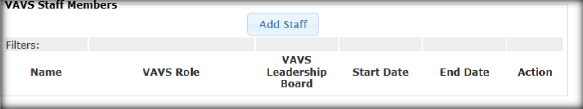 VAVS Staff Members
Add Staff
Filters:
Name VAVS Role VAVS Leadership Board Start Date End Date Action